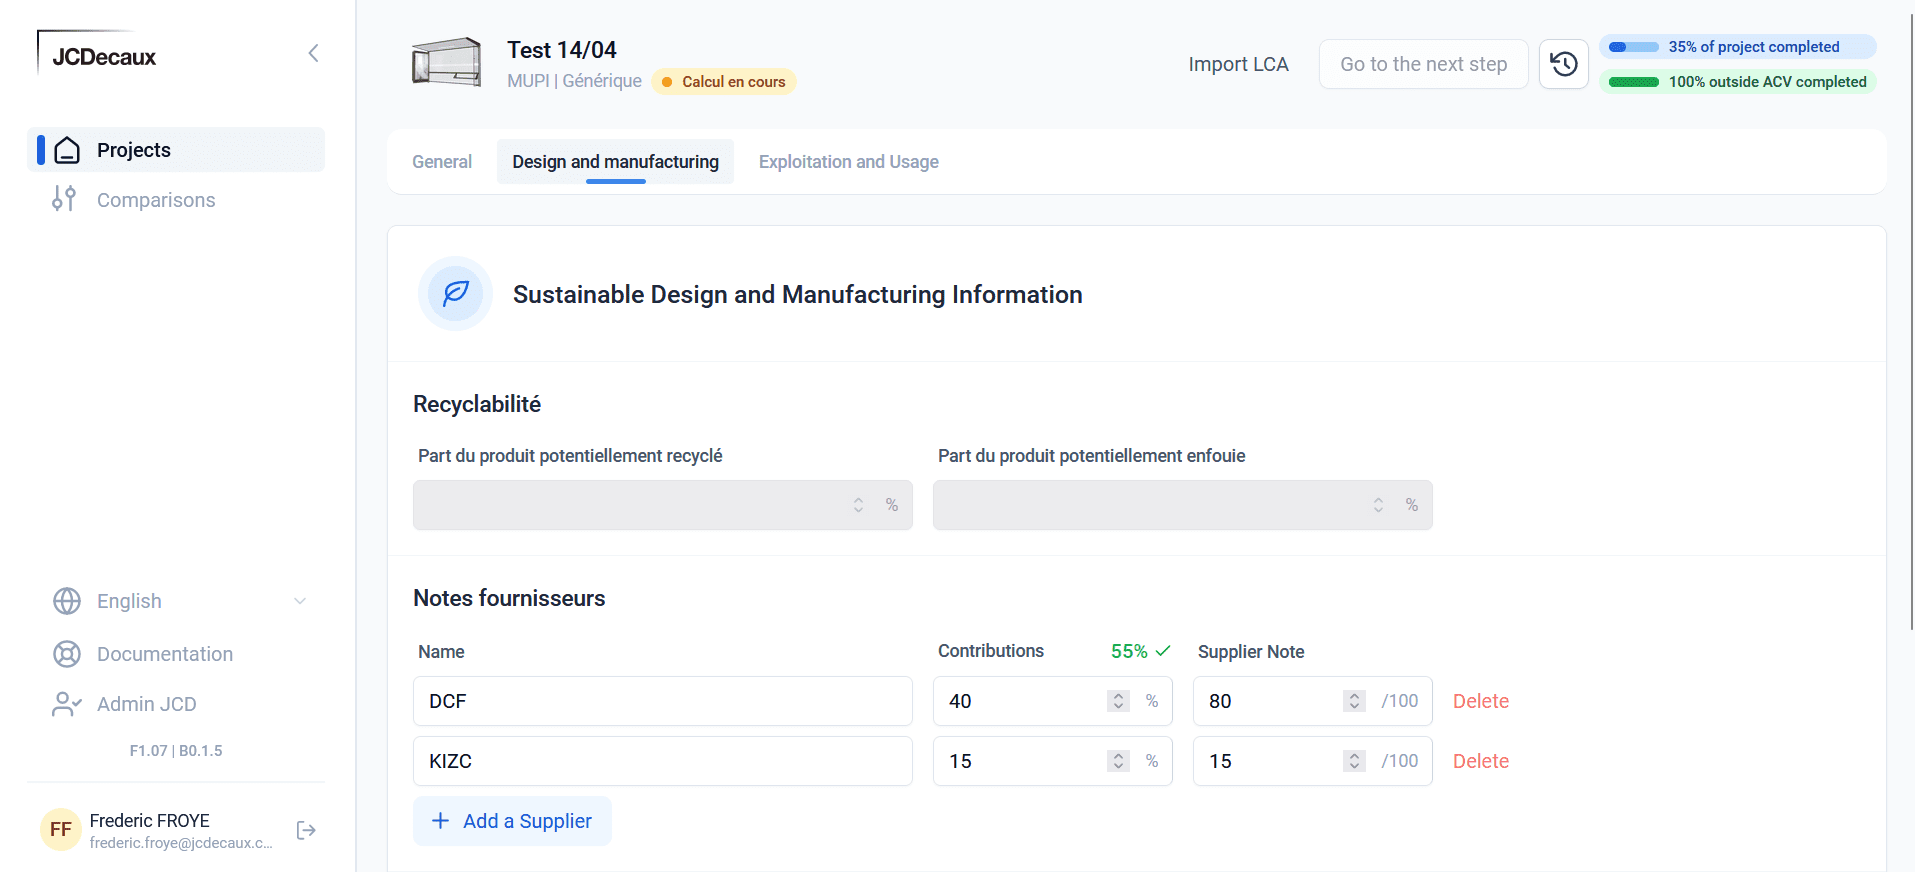 JCDecaux
Projects
Comparisons
English
Documentation
Admin JCD
F1.07 | B0.1.5
FF
Frederic FROYE
frederic.froye@jcdecaux.c...
Test 14/04
MUPI | Générique
Calcul en cours
Import LCA
Go to the next step
35% of project completed
100% outside ACV completed
General
Design and manufacturing
Exploitation and Usage
Sustainable Design and Manufacturing Information
Recyclabilité
Part du produit potentiellement recyclé
Part du produit potentiellement enfouie
%
%
Notes fournisseurs
Name
Contributions
55%
Supplier Note
DCF
40 %
80 /100
Delete
KIZC
15 %
15 /100
Delete
+ Add a Supplier